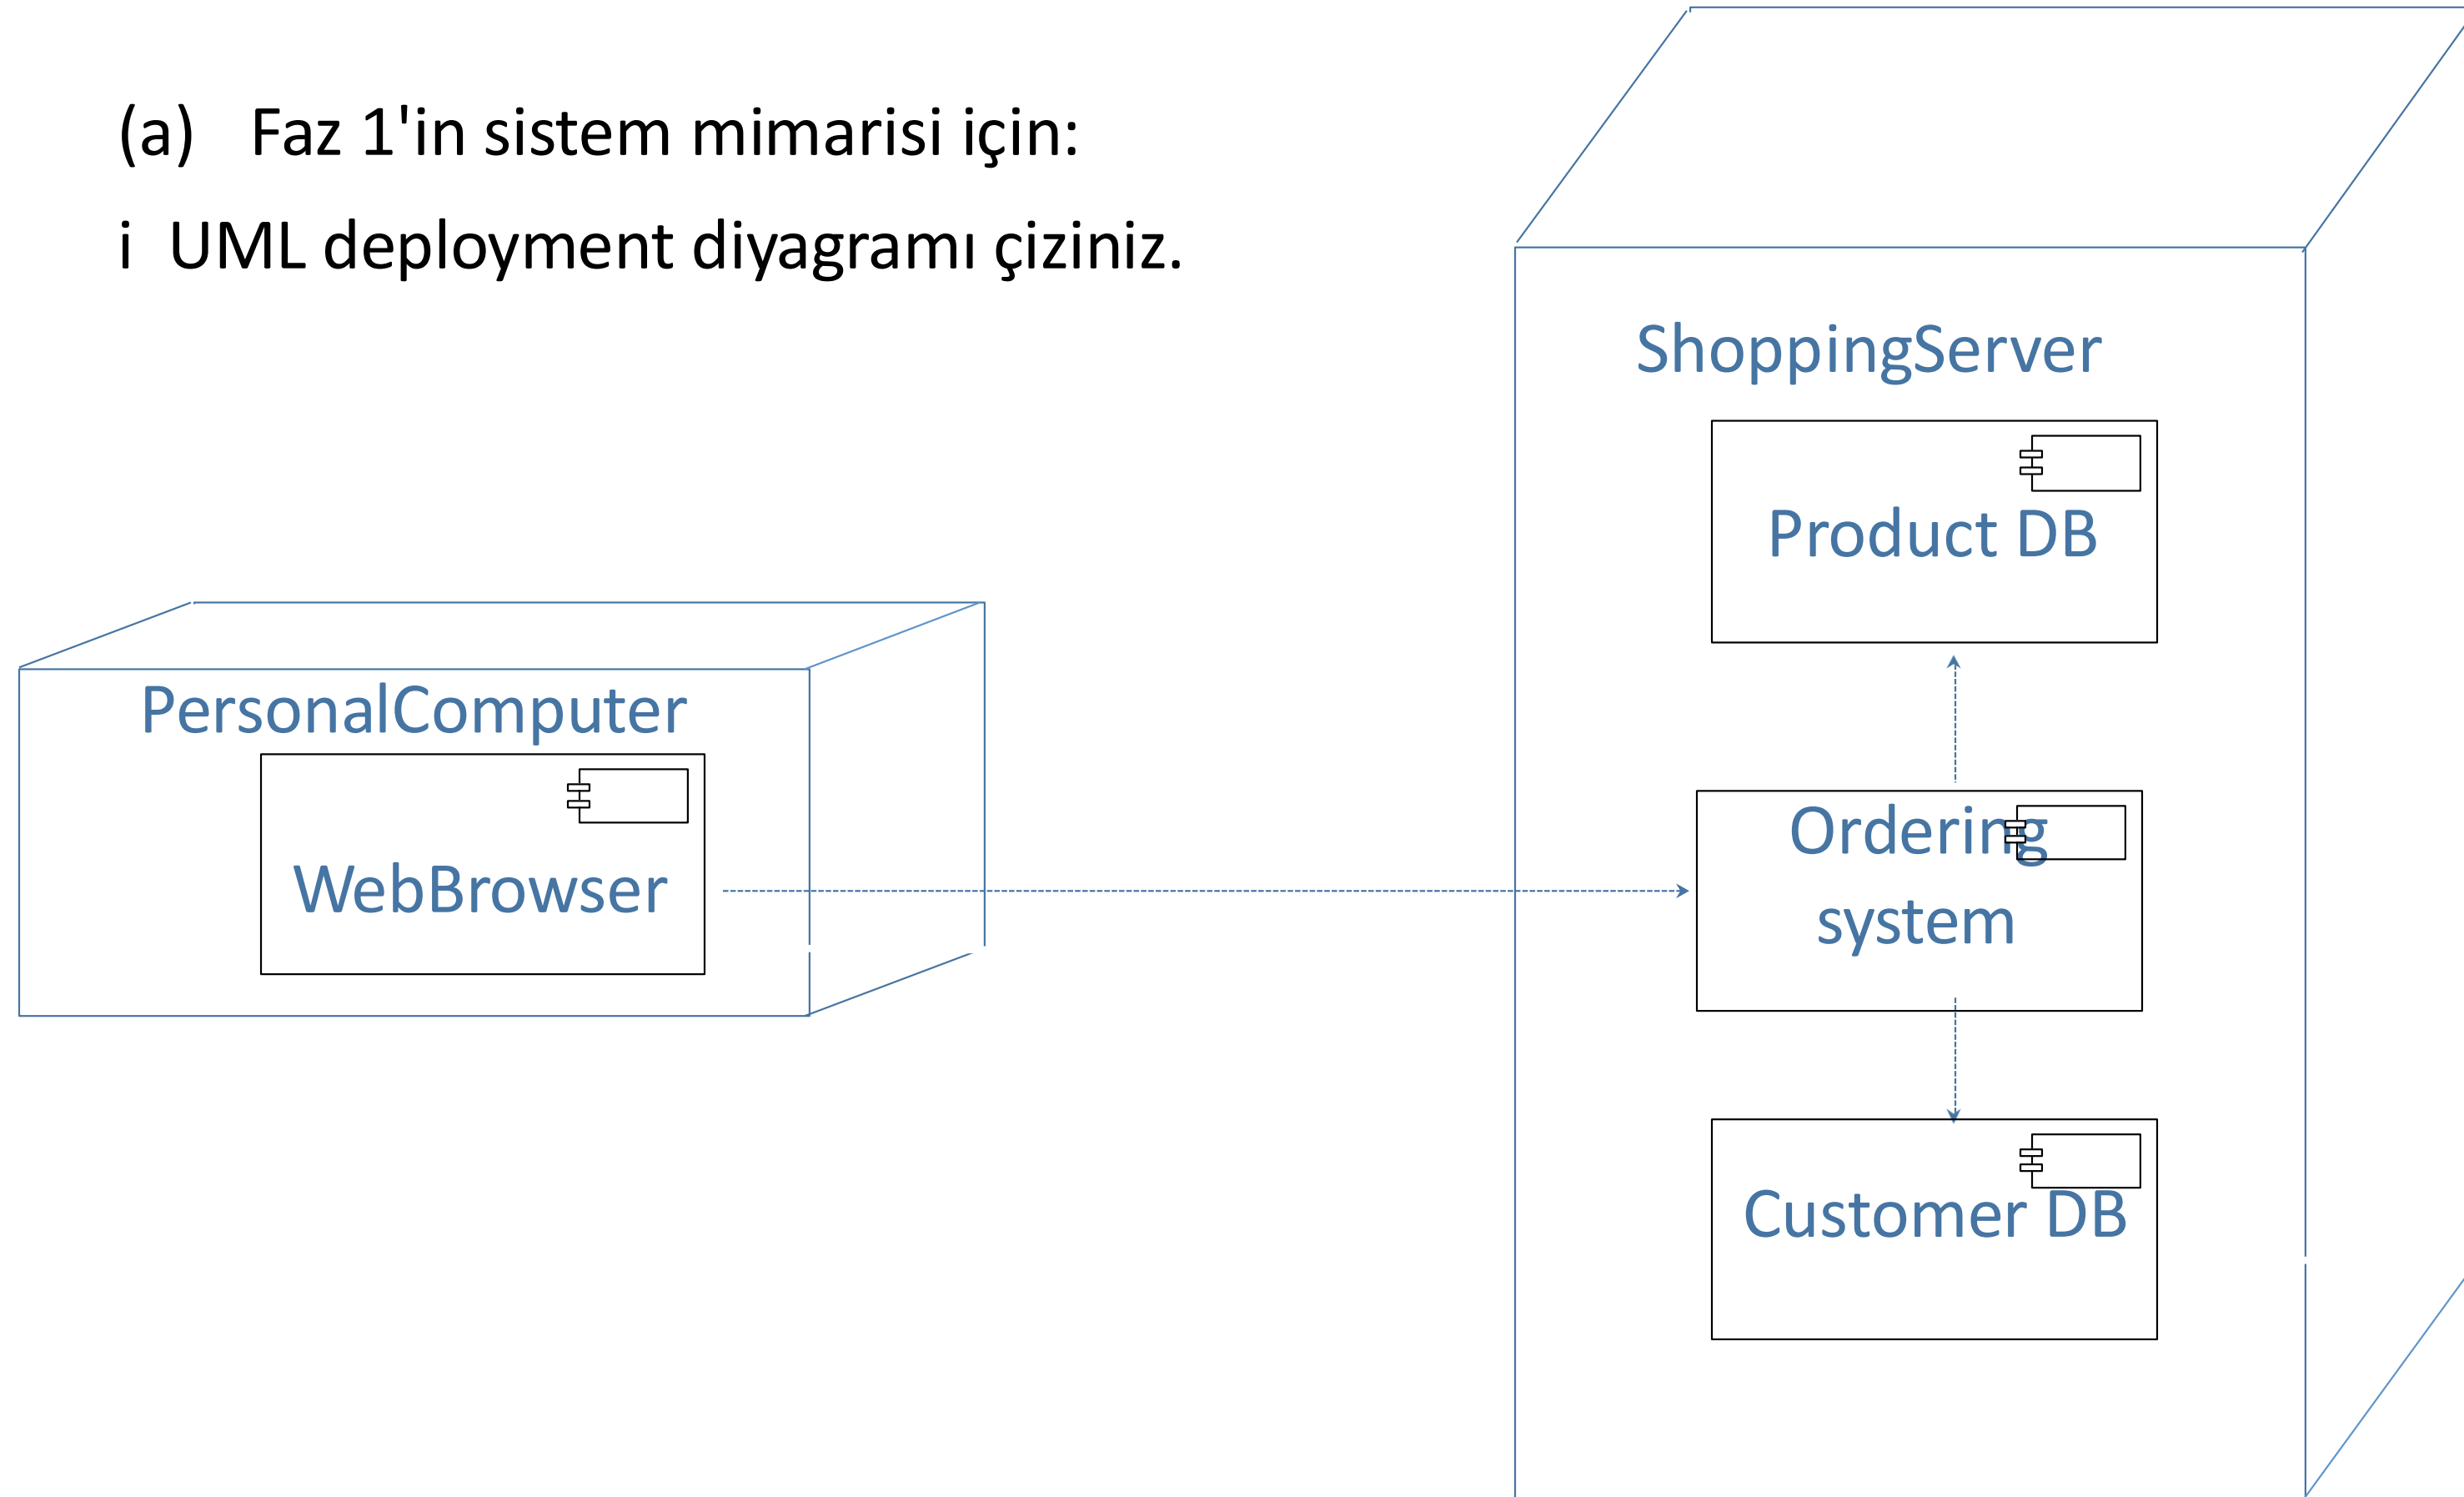 (a) Faz 1'in sistem mimarisi için:
i UML deployment diyagramı çiziniz.
ShoppingServer
Product DB
PersonalComputer
WebBrowser
Ordering
system
Customer DB